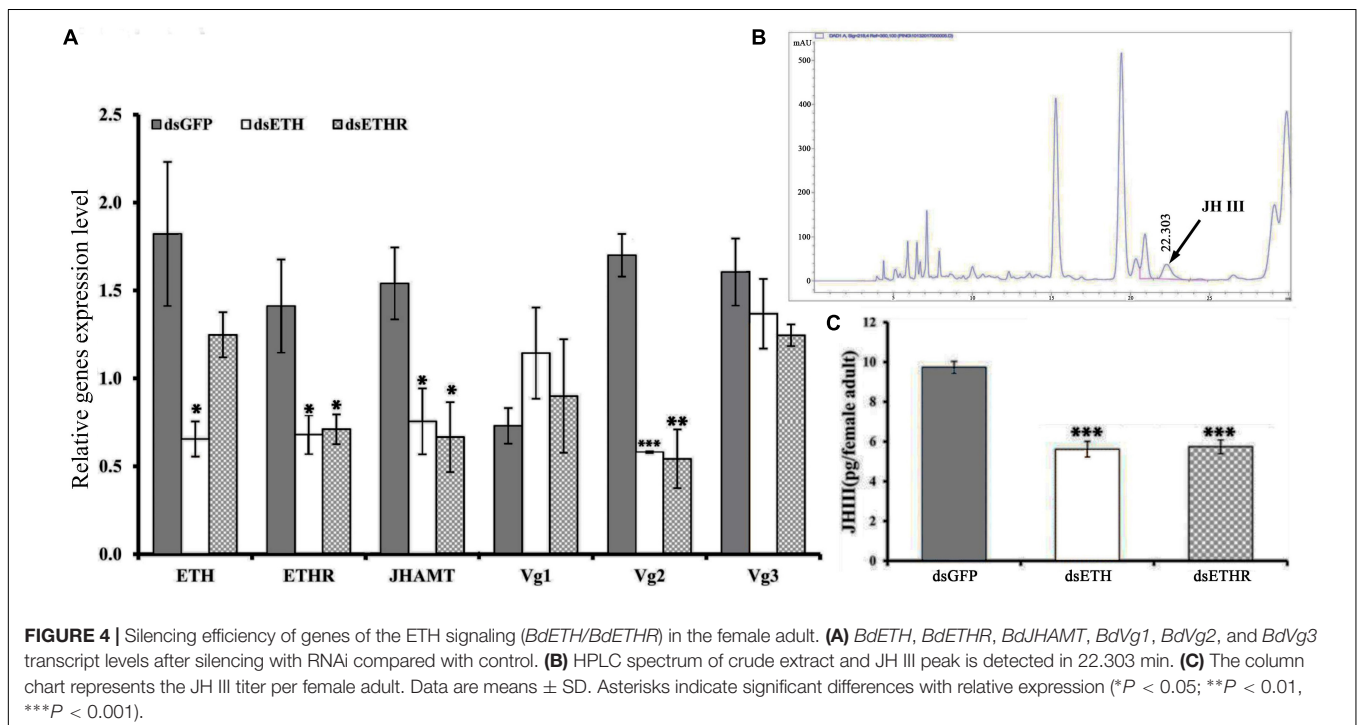 A
2.5
2.0
1.5
1.0
0.5
0.0
Relative genes expression level
dsGFP dsETH dsETHR
* * * * * *** **
ETH ETHR JHAMT Vg1 Vg2 Vg3
B
mAU
500
400
300
200
100
0
22.303
JH III
5 10 15 20 25
C
12
10
8
6
4
2
0
JHIII(pg/female adult)
*** ***
dsGFP dsETH dsETHR
FIGURE 4 | Silencing efficiency of genes of the ETH signaling (BdETH/BdETHR) in the female adult. (A) BdETH, BdETHR, BdJHAMT, BdVg1, BdVg2, and BdVg3
transcript levels after silencing with RNAi compared with control. (B) HPLC spectrum of crude extract and JH III peak is detected in 22.303 min. (C) The column
chart represents the JH III titer per female adult. Data are means ± SD. Asterisks indicate significant differences with relative expression (*P < 0.05; **P < 0.01,
***P < 0.001).